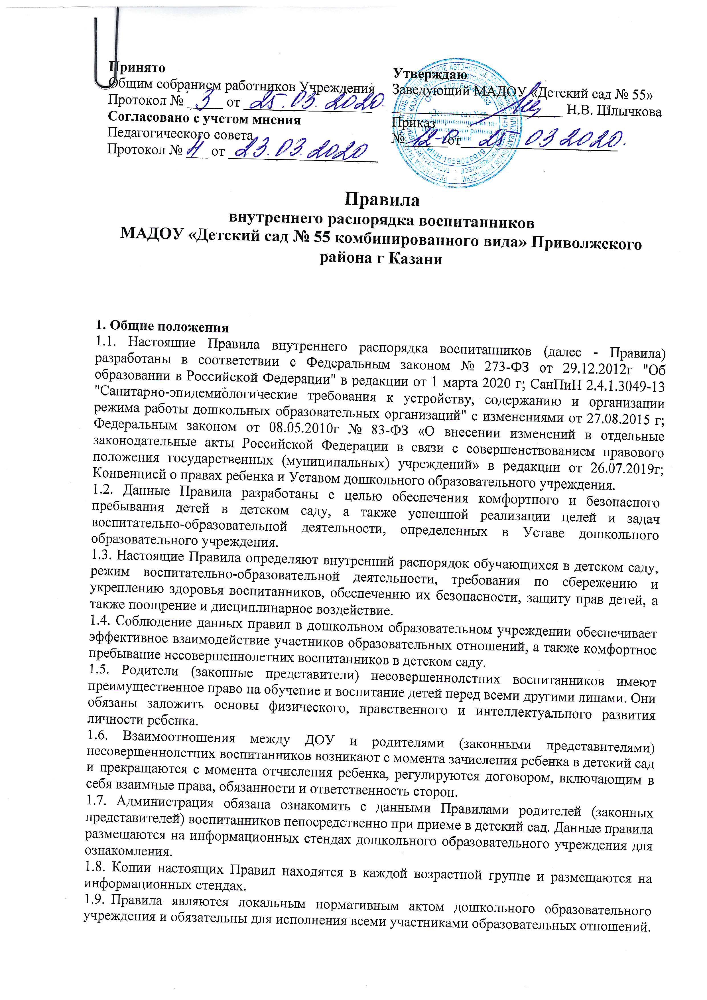 Принято
Общим собранием работников Учреждения
Протокол № 3 от 25.03.2020.
Согласовано с учетом мнения
Педагогического совета
Протокол № 4 от 23.03.2020
Утверждаю
Заведующий МАДОУ «Детский сад № 55»
Н.В. Шлычкова
Приказ
№ 12-О от 25 03 2020.
ИНН 1659026919
Правила
внутреннего распорядка воспитанников
МАДОУ «Детский сад № 55 комбинированного вида» Приволжского
района г Казани
1. Общие положения
1.1. Настоящие Правила внутреннего распорядка воспитанников (далее - Правила)
разработаны в соответствии с Федеральным законом № 273-ФЗ от 29.12.2012г "Об
образовании в Российской Федерации" в редакции от 1 марта 2020 г; СанПиН 2.4.1.3049-13
"Санитарно-эпидемиологические требования к устройству, содержанию и организации
режима работы дошкольных образовательных организаций" с изменениями от 27.08.2015 г;
Федеральным законом от 08.05.2010г № 83-ФЗ «О внесении изменений в отдельные
законодательные акты Российской Федерации в связи с совершенствованием правового
положения государственных (муниципальных) учреждений» в редакции от 26.07.2019г;
Конвенцией о правах ребенка и Уставом дошкольного образовательного учреждения.
1.2. Данные Правила разработаны с целью обеспечения комфортного и безопасного
пребывания детей в детском саду, а также успешной реализации целей и задач
воспитательно-образовательной деятельности, определенных в Уставе дошкольного
образовательного учреждения.
1.3. Настоящие Правила определяют внутренний распорядок обучающихся в детском саду,
режим воспитательно-образовательной деятельности, требования по сбережению и
укреплению здоровья воспитанников, обеспечению их безопасности, защиту прав детей, а
также поощрение и дисциплинарное воздействие.
1.4. Соблюдение данных правил в дошкольном образовательном учреждении обеспечивает
эффективное взаимодействие участников образовательных отношений, а также комфортное
пребывание несовершеннолетних воспитанников в детском саду.
1.5. Родители (законные представители) несовершеннолетних воспитанников имеют
преимущественное право на обучение и воспитание детей перед всеми другими лицами. Они
обязаны заложить основы физического, нравственного и интеллектуального развития
личности ребенка.
1.6. Взаимоотношения между ДОУ и родителями (законными представителями)
несовершеннолетних воспитанников возникают с момента зачисления ребенка в детский сад
и прекращаются с момента отчисления ребенка, регулируются договором, включающим в
себя взаимные права, обязанности и ответственность сторон.
1.7. Администрация обязана ознакомить с данными Правилами родителей (законных
представителей) воспитанников непосредственно при приеме в детский сад. Данные правила
размещаются на информационных стендах дошкольного образовательного учреждения для
ознакомления.
1.8. Копии настоящих Правил находятся в каждой возрастной группе и размещаются на
информационных стендах.
1.9. Правила являются локальным нормативным актом дошкольного образовательного
учреждения и обязательны для исполнения всеми участниками образовательных отношений.